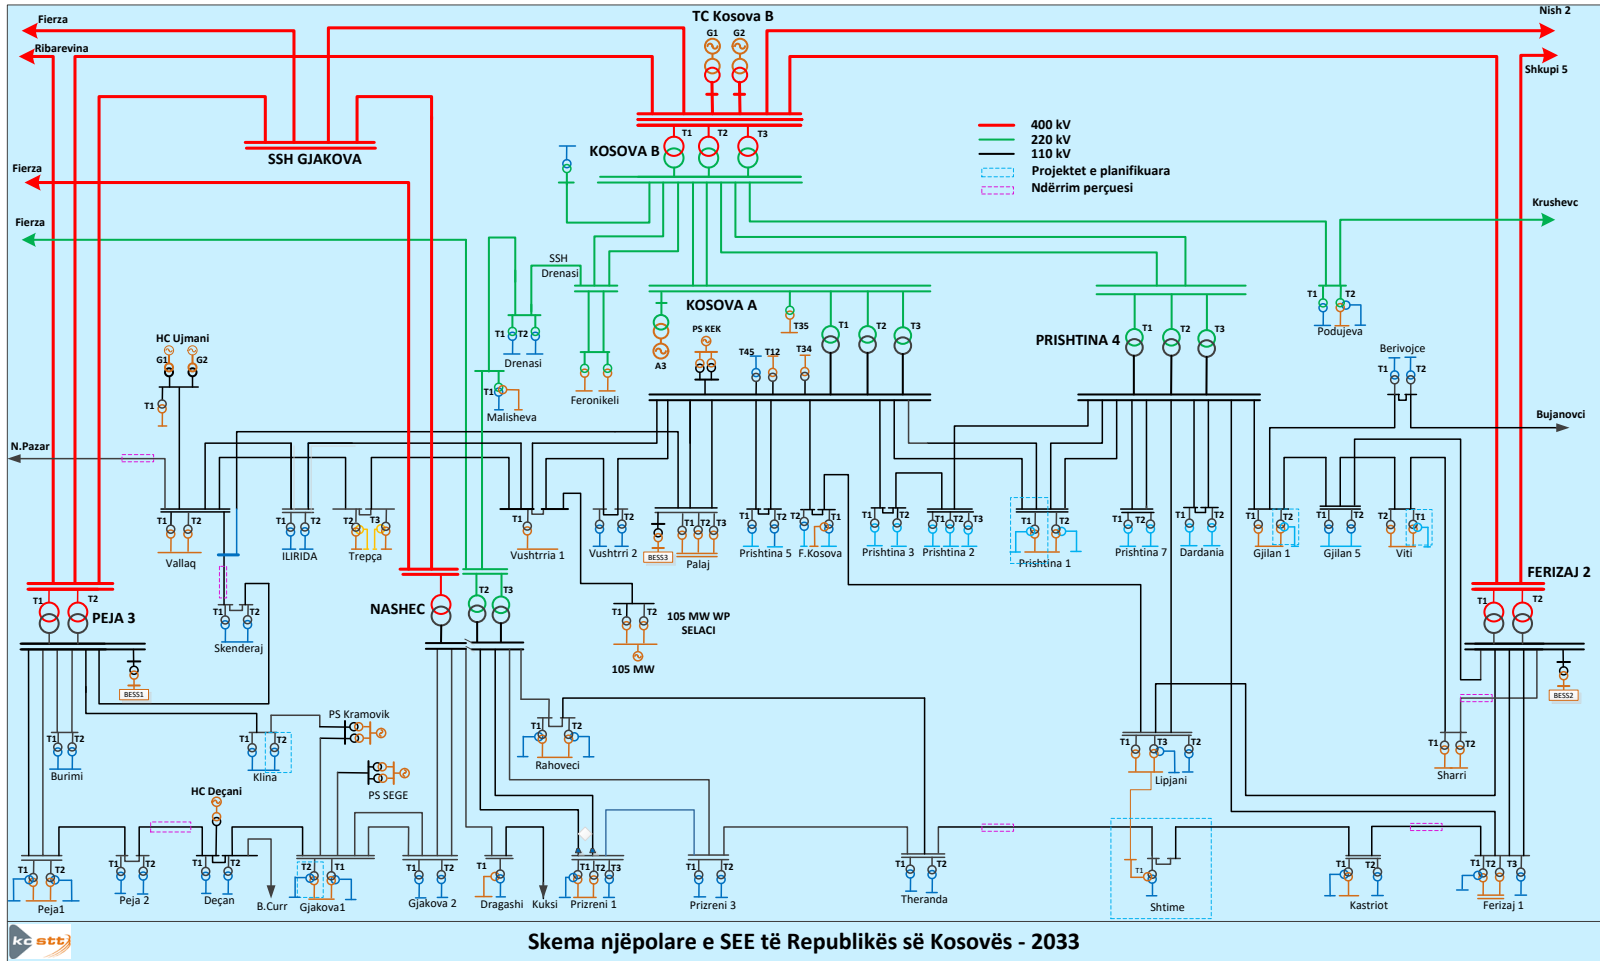 Fierza
TC Kosova B
Nish 2
G1
G2
Ribarevina
Shkupi 5
T1
T2
T3
400 kV
220 kV
110 kV
Projektet e planifikuara
Ndërrim perçuesi
KOSOVA B
SSH GJAKOVA
Fierza
Fierza
Krushevc
SSH
Drenasi
KOSOVA A
T1
T2
Podujeva
T1
T2
Drenasi
HC Ujmani
G1
G2
T1
PS KEK
A3
T35
T45
T12
T34
T1
T2
T3
PRISHTINA 4
T1
T2
T3
Berivojce
T1
T2
Feronikeli
T1
Malisheva
Bujanovci
N.Pazar
T1
T2
Vallaq
T1
T2
ILIRIDA
T2
T3
Trepça
T1
Vushtrria 1
T1
T2
Vushtrri 2
BESS3
T1
T2
T3
Palaj
T1
T2
Prishtina 5
T2
T1
F.Kosova
T1
T2
Prishtina 3
T1
T2
T3
Prishtina 2
T1
T2
Prishtina 1
T1
T2
Prishtina 7
T1
T2
Dardania
T1
T2
Gjilan 1
T1
T2
Gjilan 5
T2
T1
Viti
T1
T2
PEJA 3
T1
T2
Skenderaj
NASHEC
T1
T2
T3
T1
T2
105 MW WP
SELACI
105 MW
FERIZAJ 2
T1
T2
BESS1
BESS2
T1
T2
Burimi
T1
T2
Klina
PS Kramovik
PS SEGE
T1
T2
Rahoveci
T1
T3
T2
Lipjani
T1
T2
Sharri
HC Deçani
T1
T2
Peja1
T1
T2
Peja 2
T1
T2
Deçan
B.Curr
T2
T1
Gjakova1
T1
T2
Gjakova 2
T1
Dragashi
Kuksi
T1
T2
T3
Prizreni 1
T1
T2
Prizreni 3
T1
T2
Theranda
T1
Shtime
T1
T2
Kastriot
T1
T2
T3
Ferizaj 1
kostt
Skema njëpolare e SEE të Republikës së Kosovës - 2033